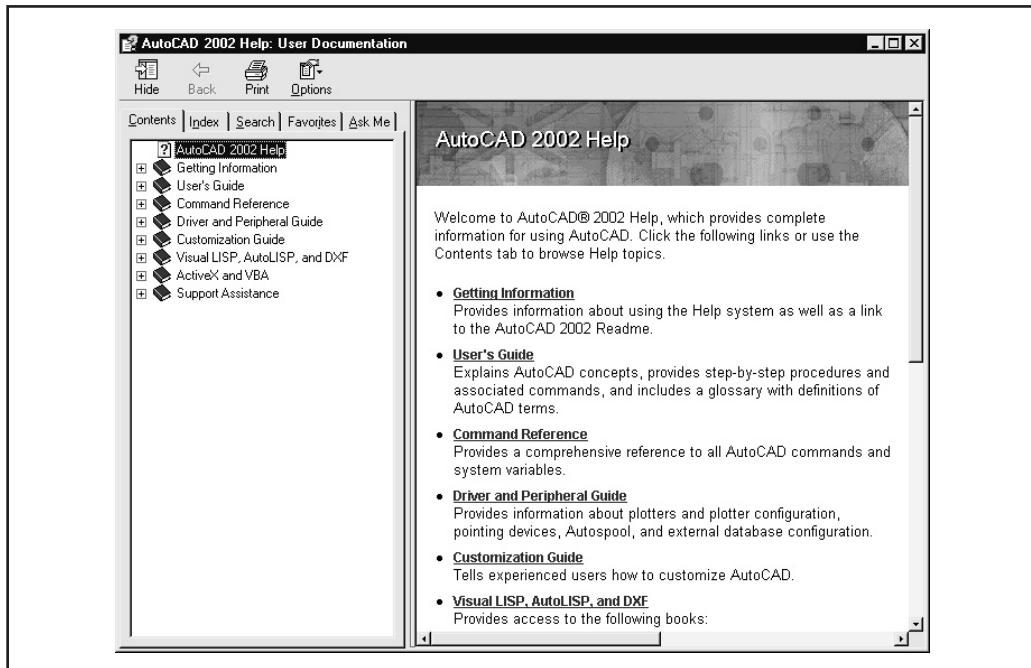 AutoCAD 2002 Help: User Documentation
Hide Back Print Options
Contents Index Search Favorites Ask Me
AutoCAD 2002 Help
Getting Information
User's Guide
Command Reference
Driver and Peripheral Guide
Customization Guide
Visual LISP, AutoLISP, and DXF
ActiveX and VBA
Support Assistance
AutoCAD 2002 Help
Welcome to AutoCAD® 2002 Help, which provides complete
information for using AutoCAD. Click the following links or use the
Contents tab to browse Help topics.
• Getting Information
Provides information about using the Help system as well as a link
to the AutoCAD 2002 Readme.
• User's Guide
Explains AutoCAD concepts, provides step-by-step procedures and
associated commands, and includes a glossary with definitions of
AutoCAD terms.
• Command Reference
Provides a comprehensive reference to all AutoCAD commands and
system variables.
• Driver and Peripheral Guide
Provides information about plotters and plotter configuration,
pointing devices, Autospool, and external database configuration.
• Customization Guide
Tells experienced users how to customize AutoCAD.
• Visual LISP, AutoLISP, and DXF
Provides access to the following books: